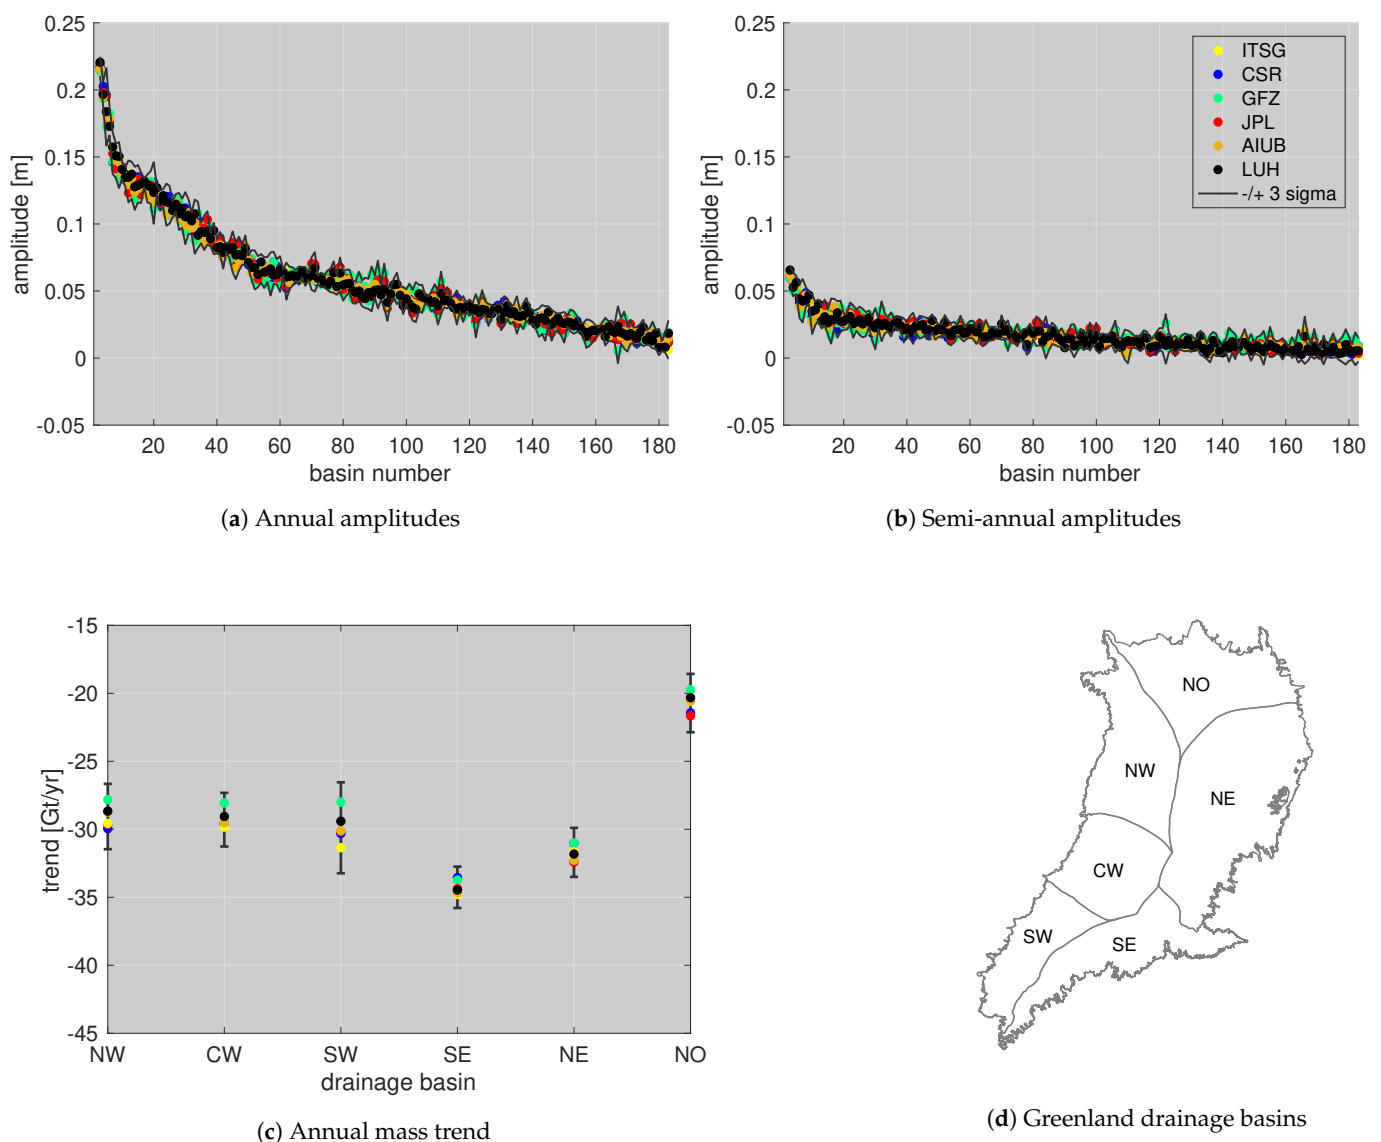 0.25
0.2
0.15
0.1
0.05
0
-0.05
amplitude [m]
20 40 60 80 100 120 140 160 180
basin number
(a) Annual amplitudes
0.25
0.2
0.15
0.1
0.05
0
-0.05
amplitude [m]
ITSG
CSR
GFZ
JPL
AIUB
LUH
-/+ 3 sigma
20 40 60 80 100 120 140 160 180
basin number
(b) Semi-annual amplitudes
-15
-20
-25
-30
-35
-40
-45
trend [Gt/yr]
NW CW SW SE NE NO
drainage basin
(c) Annual mass trend
NO
NW
NE
CW
SW
SE
(d) Greenland drainage basins